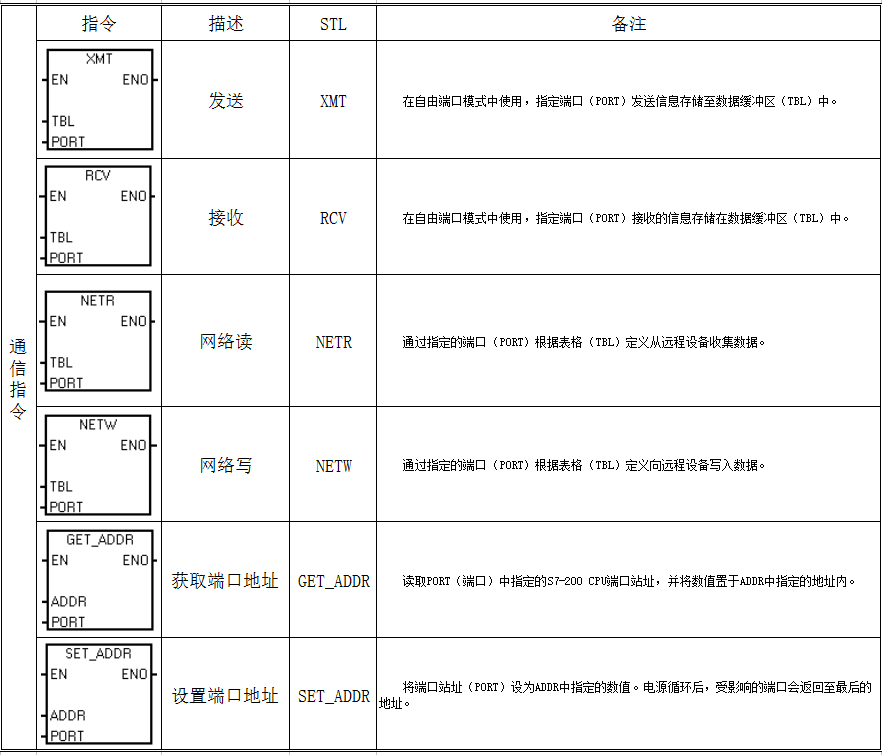 指令 描述 STL 备注
通信指令
XMT
EN ENO
TBL
PORT
发送 XMT 在自由端口模式中使用，指定端口（PORT）发送信息存储至数据缓冲区（TBL）中。
RCV
EN ENO
TBL
PORT
接收 RCV 在自由端口模式中使用，指定端口（PORT）接收的信息存储在数据缓冲区（TBL）中。
NETR
EN ENO
TBL
PORT
网络读 NETR 通过指定的端口（PORT）根据表格（TBL）定义从远程设备收集数据。
NETW
EN ENO
TBL
PORT
网络写 NETW 通过指定的端口（PORT）根据表格（TBL）定义向远程设备写入数据。
GET_ADDR
EN ENO
ADDR
PORT
获取端口地址 GET_ADDR 读取PORT（端口）中指定的S7-200 CPU端口站址，并将数值置于ADDR中指定的地址内。
SET_ADDR
EN ENO
ADDR
PORT
设置端口地址 SET_ADDR 将端口站址（PORT）设为ADDR中指定的数值。电源循环后，受影响的端口会返回至最后的
地址。